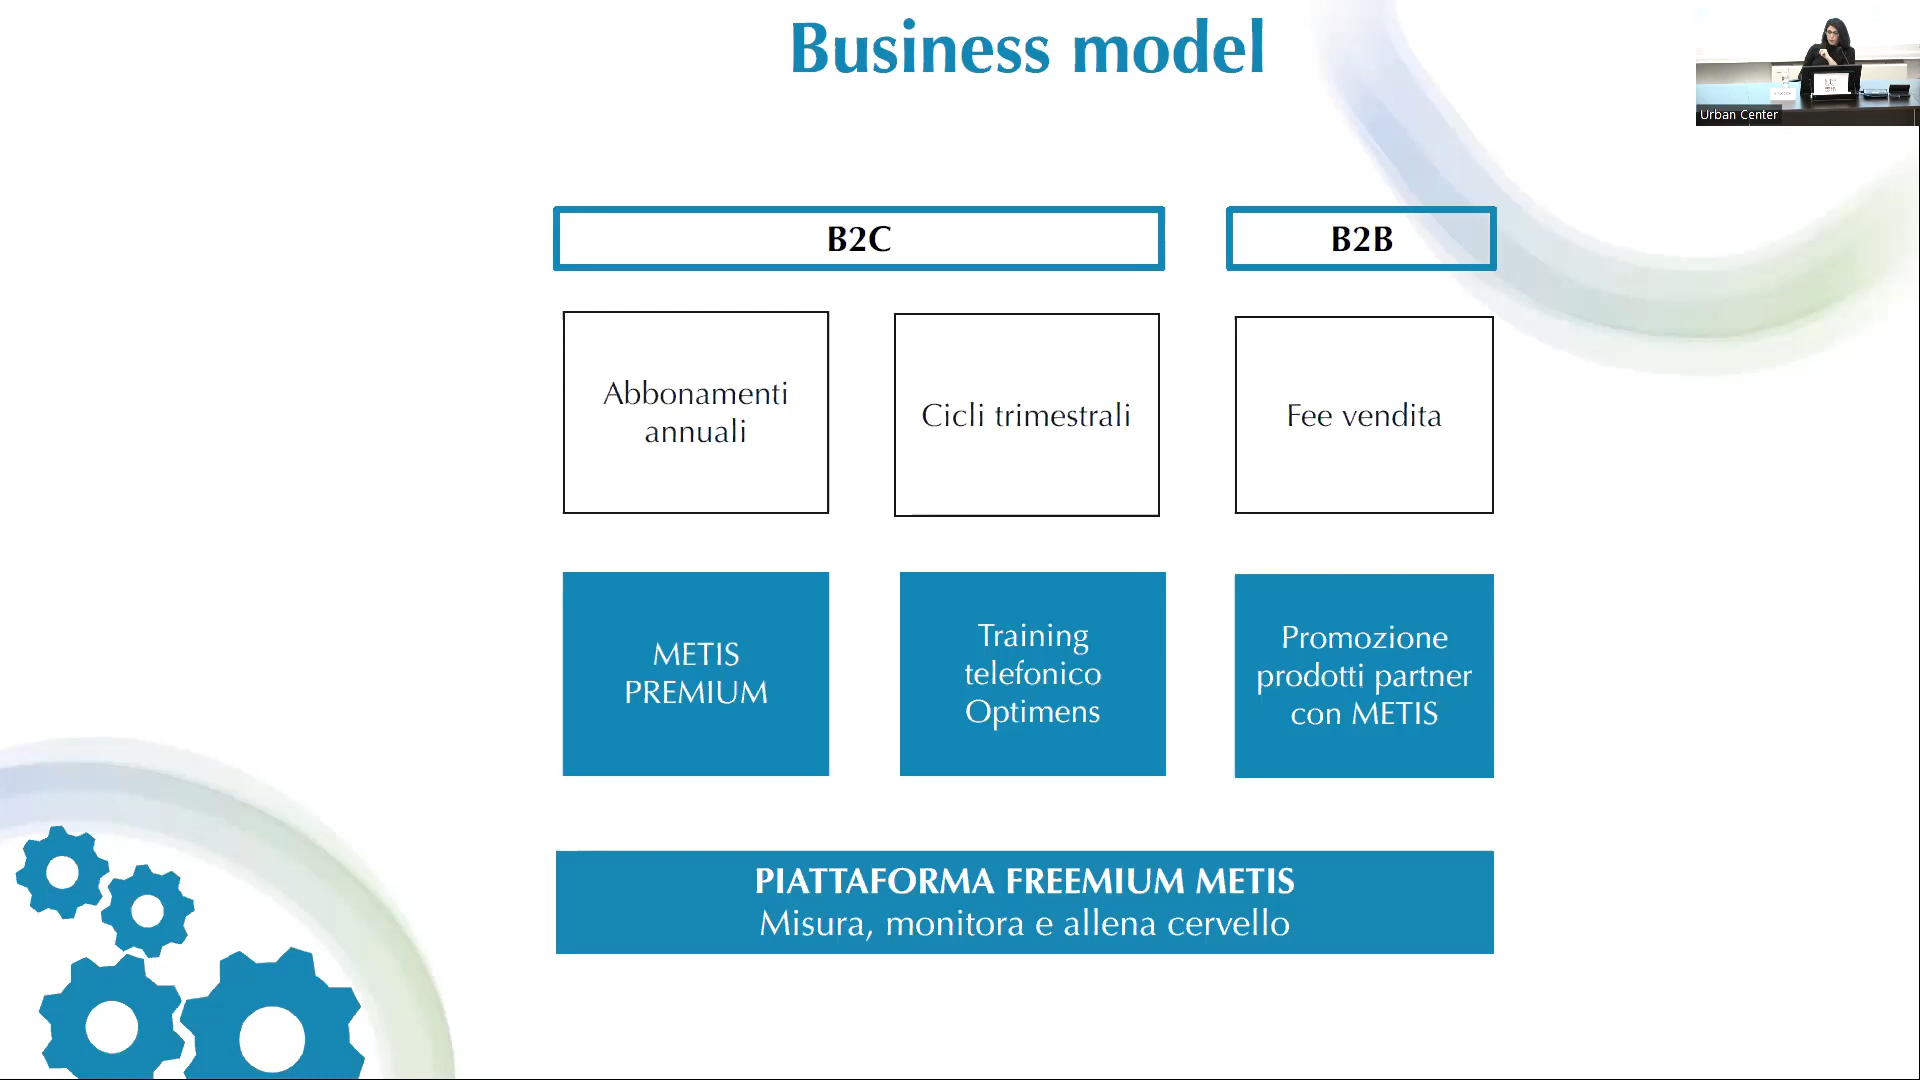 Business model
Urban Center
B2C
B2B
Abbonamenti
annuali
Cicli trimestrali
Fee vendita
METIS
PREMIUM
Training
telefonico
Optimens
Promozione
prodotti partner
con METIS
PIATTAFORMA FREEMIUM METIS
Misura, monitora e allena cervello